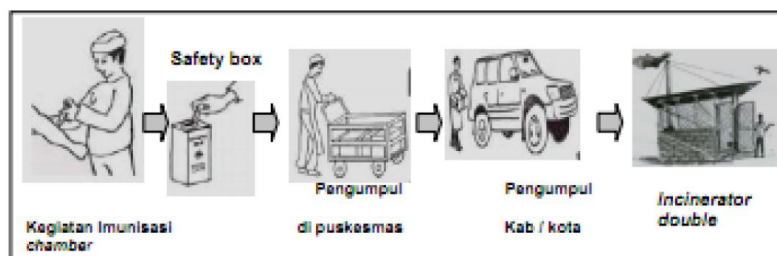 Safety box
Pengumpul Pengumpul Incinerator
Kegiatan Imunisasi di puskesmas Kab / kota double
chamber